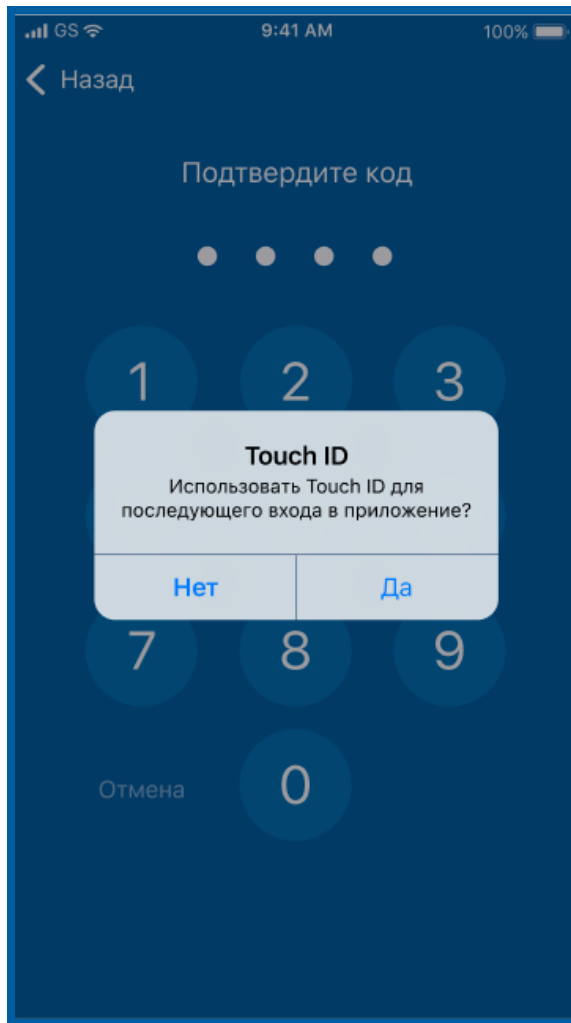 GS 9:41 AM 100%
Назад
Подтвердите код
1 2 3
Touch ID
Использовать Touch ID для
последующего входа в приложение?
Нет Да
7 8 9
Отмена 0